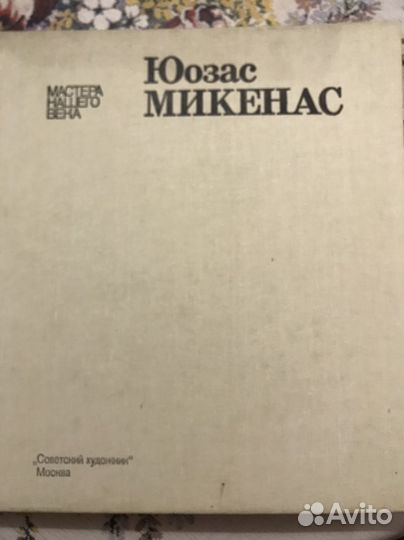 Юозас
МИКЕНАС
МАСТЕРА
НАШЕГО
ВЕКА
„Советский художник“
Москва
Avito